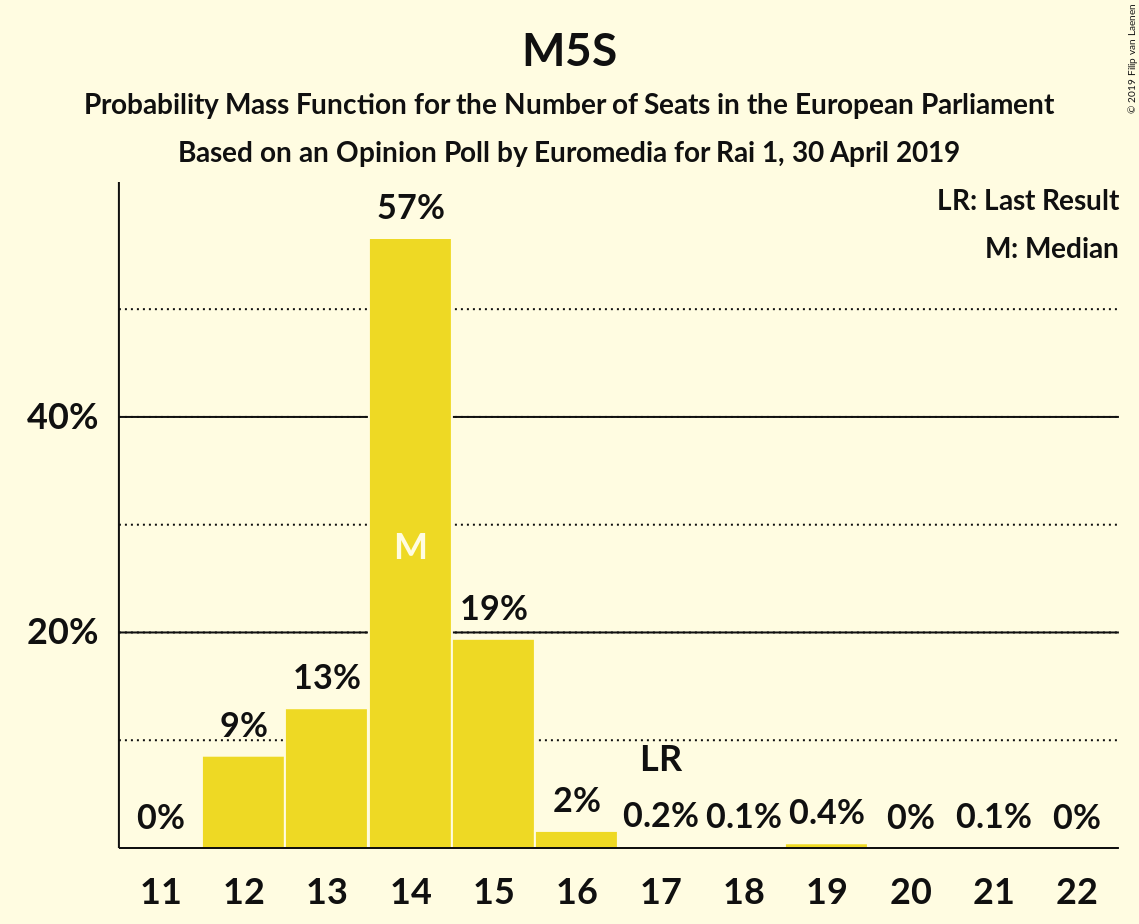 M5S
Probability Mass Function for the Number of Seats in the European Parliament
Based on an Opinion Poll by Euromedia for Rai 1, 30 April 2019
© 2019 Filip van Laenen
LR: Last Result
M: Median
57%
40%
M
19%
20%
13%
9%
LR
0%
2%
0.2%
0.1%
0.4%
0%
0.1%
0%
11 12 13 14 15 16 17 18 19 20 21 22